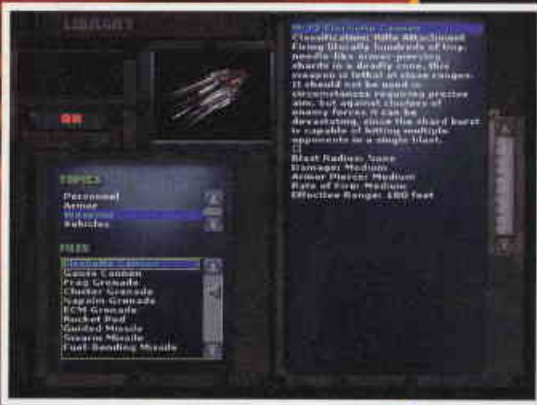 LIBRARY
TOPICS
Personnel
Armor
Weapons
Vehicles
FILES
Flechette Cannon
Gauss Cannon
Frag Grenade
Cluster Grenade
Napalm Grenade
ECM Grenade
Rocket Pod
Guided Missile
Swarm Missile
Fuel-Bonding Missile
Flechette Cannon
Classification: Rifle Attachment
Firing literally hundreds of tiny,
needle-like armor-piercing
shards in a deadly cone, this
weapon is lethal at close ranges.
It should not be used in
circumstances requiring precise
aim, but against clusters of
enemy forces it can be
devastating, since the shard burst
is capable of hitting multiple
opponents in a single blast.
Blast Radius: None
Damage: Medium
Armor Pierce: Medium
Rate of Fire: Medium
Effective Range: 100 feet